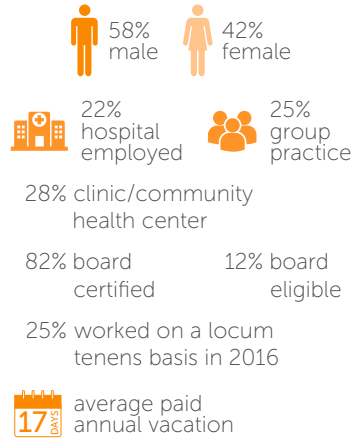 58% male
42% female
22% hospital employed
25% group practice
28% clinic/community
health center
82% board certified
12% board eligible
25% worked on a locum
tenens basis in 2016
17 DAYS
average paid
annual vacation